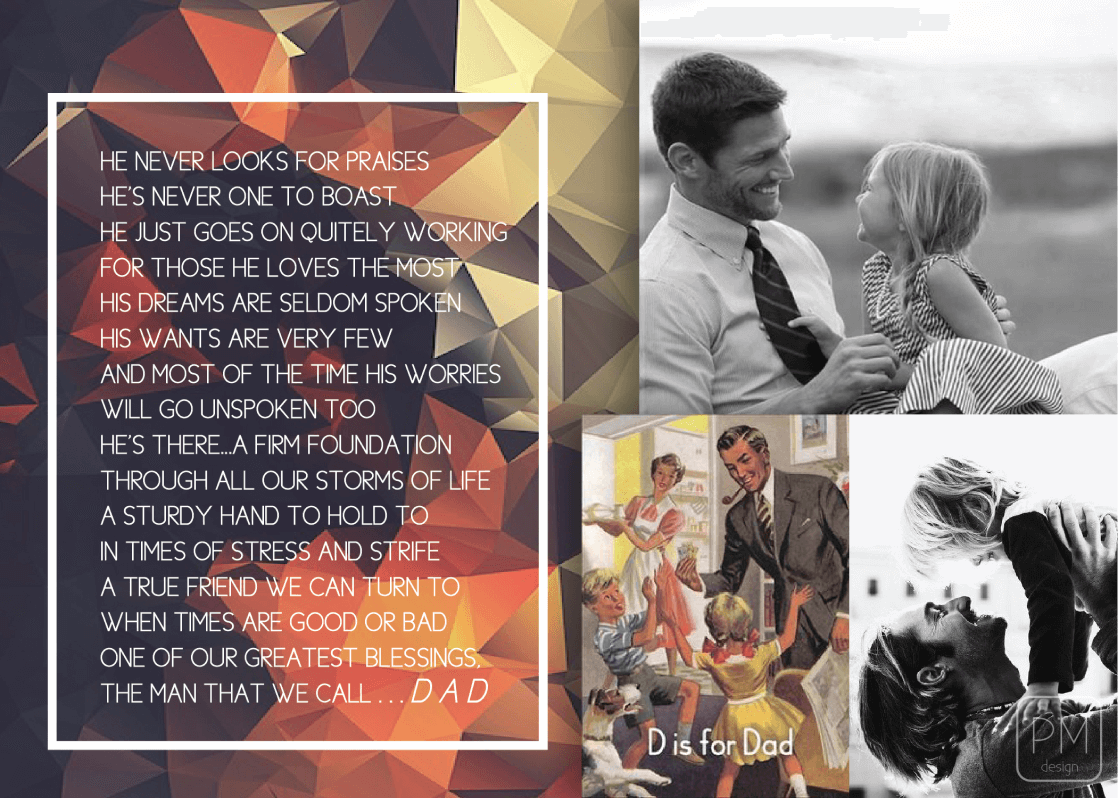 HE NEVER LOOKS FOR PRAISES
HE'S NEVER ONE TO BOAST
HE JUST GOES ON QUITELY WORKING
FOR THOSE HE LOVES THE MOST
HIS DREAMS ARE SELDOM SPOKEN
HIS WANTS ARE VERY FEW
AND MOST OF THE TIME HIS WORRIES
WILL GO UNSPOKEN TOO
HE'S THERE...A FIRM FOUNDATION
THROUGH ALL OUR STORMS OF LIFE
A STURDY HAND TO HOLD TO
IN TIMES OF STRESS AND STRIFE
A TRUE FRIEND WE CAN TURN TO
WHEN TIMES ARE GOOD OR BAD
ONE OF OUR GREATEST BLESSINGS,
THE MAN THAT WE CALL . . . D A D
D is for Dad
PM
design